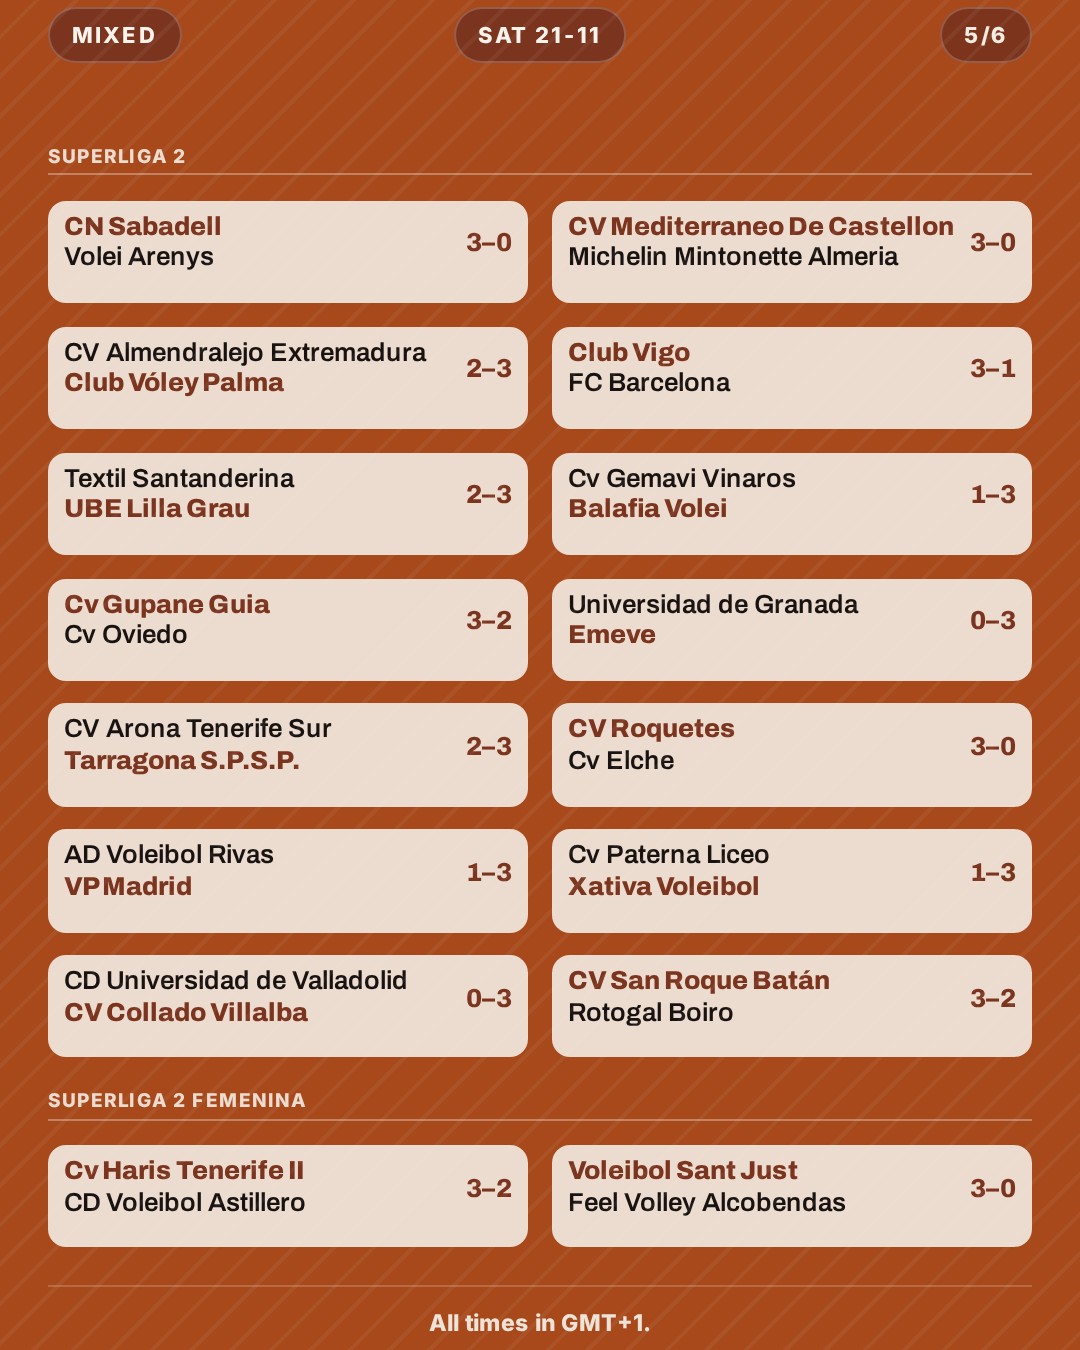 MIXED
SAT 21-11
5/6
SUPERLIGA 2
CN Sabadell
Volei Arenys
3–0
CV Mediterraneo De Castellon
Michelin Mintonette Almeria
3–0
CV Almendralejo Extremadura
Club Vóley Palma
2–3
Club Vigo
FC Barcelona
3–1
Textil Santanderina
UBE Lilla Grau
2–3
Cv Gemavi Vinaros
Balafia Volei
1–3
Cv Gupane Guia
Cv Oviedo
3–2
Universidad de Granada
Emeve
0–3
CV Arona Tenerife Sur
Tarragona S.P.S.P.
2–3
CV Roquetes
Cv Elche
3–0
AD Voleibol Rivas
VP Madrid
1–3
Cv Paterna Liceo
Xativa Voleibol
1–3
CD Universidad de Valladolid
CV Collado Villalba
0–3
CV San Roque Batán
Rotogal Boiro
3–2
SUPERLIGA 2 FEMENINA
Cv Haris Tenerife II
CD Voleibol Astillero
3–2
Voleibol Sant Just
Feel Volley Alcobendas
3–0
All times in GMT+1.